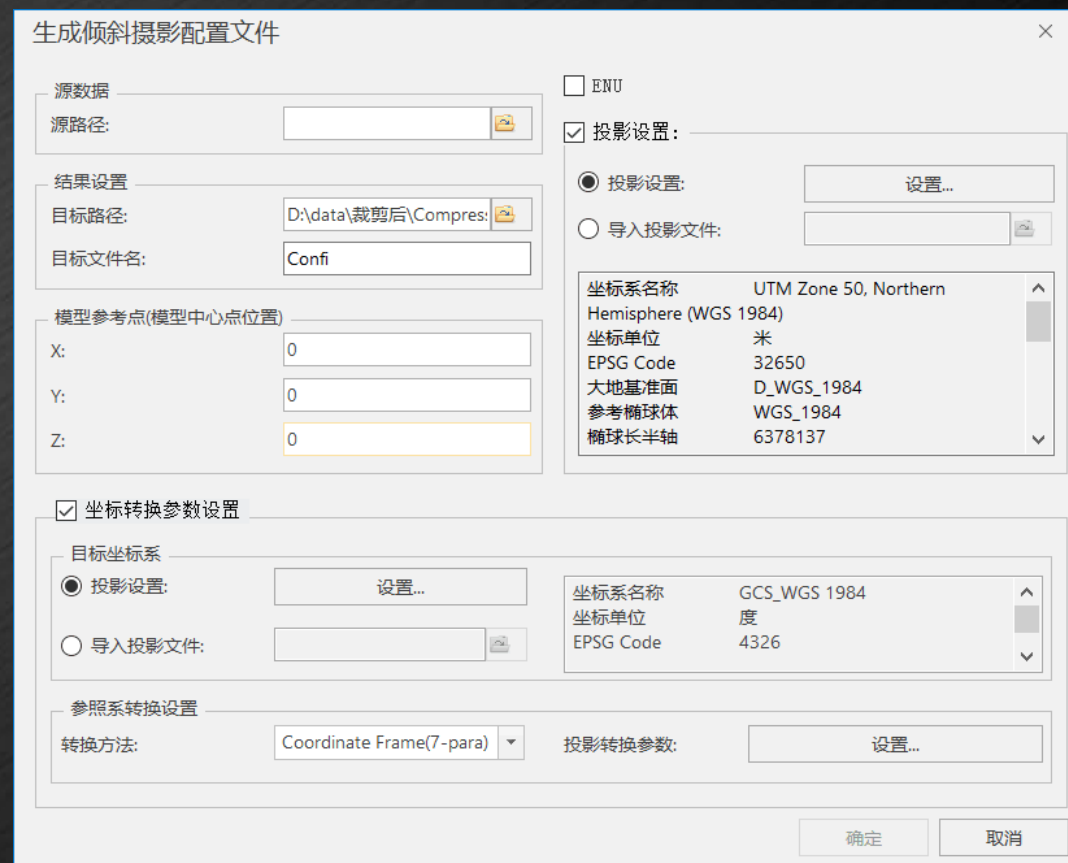 生成倾斜摄影配置文件
源数据
源路径:
结果设置
目标路径: D:\data\裁剪后\Compres
目标文件名: Confi
模型参考点(模型中心点位置)
X: 0
Y: 0
Z: 0
ENU
投影设置:
投影设置: 设置...
导入投影文件:
坐标系名称 UTM Zone 50, Northern
Hemisphere (WGS 1984)
坐标单位 米
EPSG Code 32650
大地基准面 D_WGS_1984
参考椭球体 WGS_1984
椭球长半轴 6378137
坐标转换参数设置
目标坐标系
投影设置: 设置...
导入投影文件:
坐标系名称 GCS_WGS 1984
坐标单位 度
EPSG Code 4326
参照系转换设置
转换方法: Coordinate Frame(7-para) 投影转换参数: 设置...
确定 取消